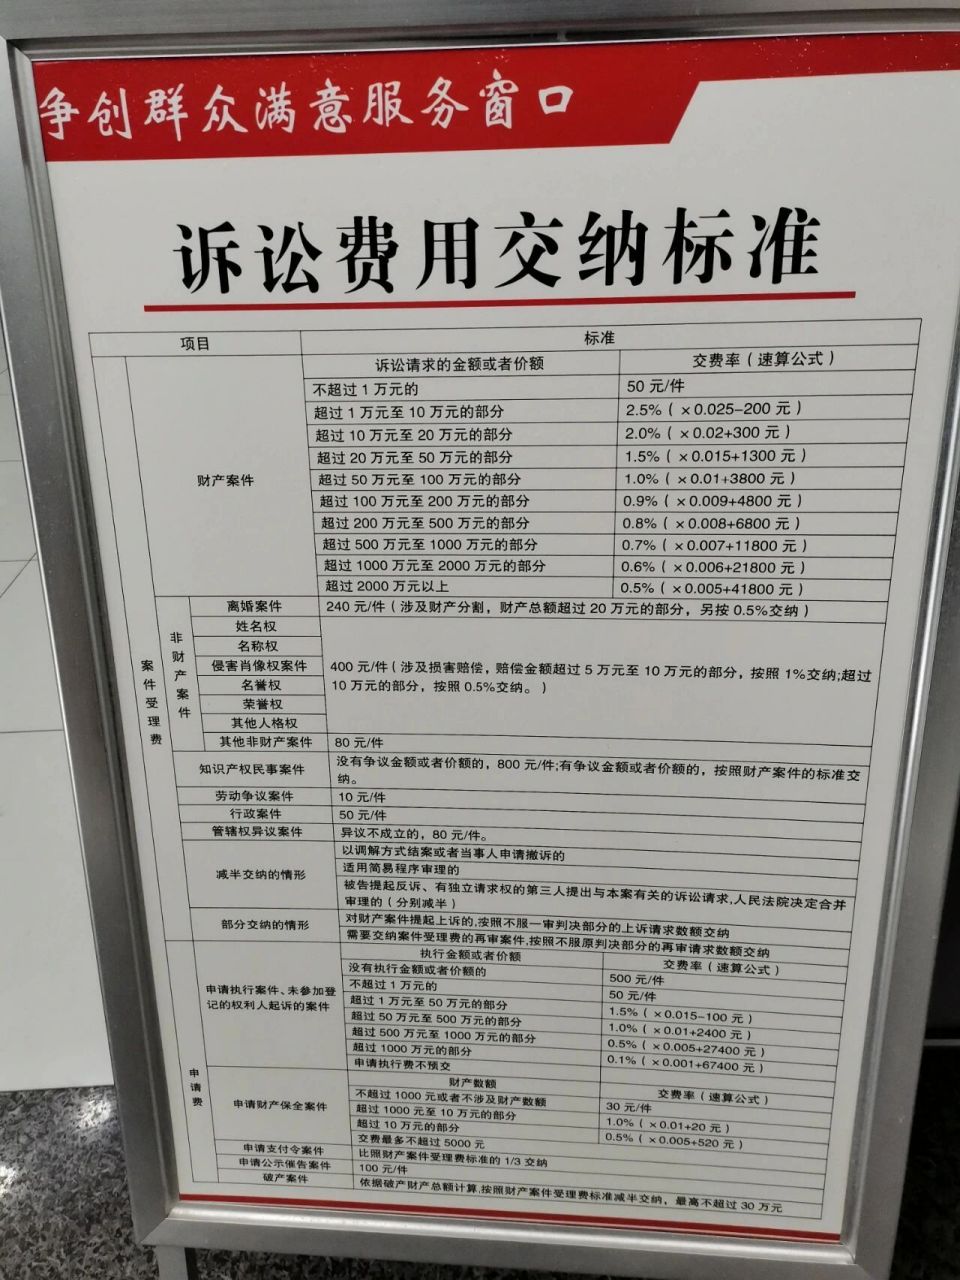 争创群众满意服务窗口
诉讼费用交纳标准
项目 标准
案件受理费
财产案件
诉讼请求的金额或者价额 交费率（速算公式）
不超过1万元的 50元/件
超过1万元至10万元的部分 2.5%（×0.025-200元）
超过10万元至20万元的部分 2.0%（×0.02+300元）
超过20万元至50万元的部分 1.5%（×0.015+1300元）
超过50万元至100万元的部分 1.0%（×0.01+3800元）
超过100万元至200万元的部分 0.9%（×0.009+4800元）
超过200万元至500万元的部分 0.8%（×0.008+6800元）
超过500万元至1000万元的部分 0.7%（×0.007+11800元）
超过1000万元至2000万元的部分 0.6%（×0.006+21800元）
超过2000万元以上 0.5%（×0.005+41800元）
非财产案件
离婚案件 240元/件（涉及财产分割，财产总额超过20万元的部分，另按0.5%交纳）
姓名权
名称权
侵害肖像权案件
名誉权
荣誉权
其他人格权
400元/件（涉及损害赔偿，赔偿金额超过5万元至10万元的部分，按照1%交纳;超过
10万元的部分，按照0.5%交纳。）
其他非财产案件 80元/件
知识产权民事案件
没有争议金额或者价额的，800元/件;有争议金额或者价额的，按照财产案件的标准交
纳。
劳动争议案件 10元/件
行政案件 50元/件
管辖权异议案件 异议不成立的，80元/件。
减半交纳的情形
以调解方式结案或者当事人申请撤诉的
适用简易程序审理的
被告提起反诉、有独立请求权的第三人提出与本案有关的诉讼请求,人民法院决定合并
审理的（分别减半）
部分交纳的情形
对财产案件提起上诉的,按照不服一审判决部分的上诉请求数额交纳
需要交纳案件受理费的再审案件,按照不服原判决部分的再审请求数额交纳
申请费
申请执行案件、未参加登
记的权利人起诉的案件
执行金额或者价额 交费率（速算公式）
没有执行金额或者价额的 500元/件
不超过1万元的 50元/件
超过1万元至50万元的部分 1.5%（×0.015-100元）
超过50万元至500万元的部分 1.0%（×0.01+2400元）
超过500万元至1000万元的部分 0.5%（×0.005+27400元）
超过1000万元的部分 0.1%（×0.001+67400元）
申请执行费不预交
申请财产保全案件
财产数额 交费率（速算公式）
不超过1000元或者不涉及财产数额 30元/件
超过1000元至10万元的部分 1.0%（×0.01+20元）
超过10万元的部分 0.5%（×0.005+520元）
交费最多不超过5000元
申请支付令案件 比照财产案件受理费标准的1/3交纳
申请公示催告案件 100元/件
破产案件 依据破产财产总额计算,按照财产案件受理费标准减半交纳，最高不超过30万元